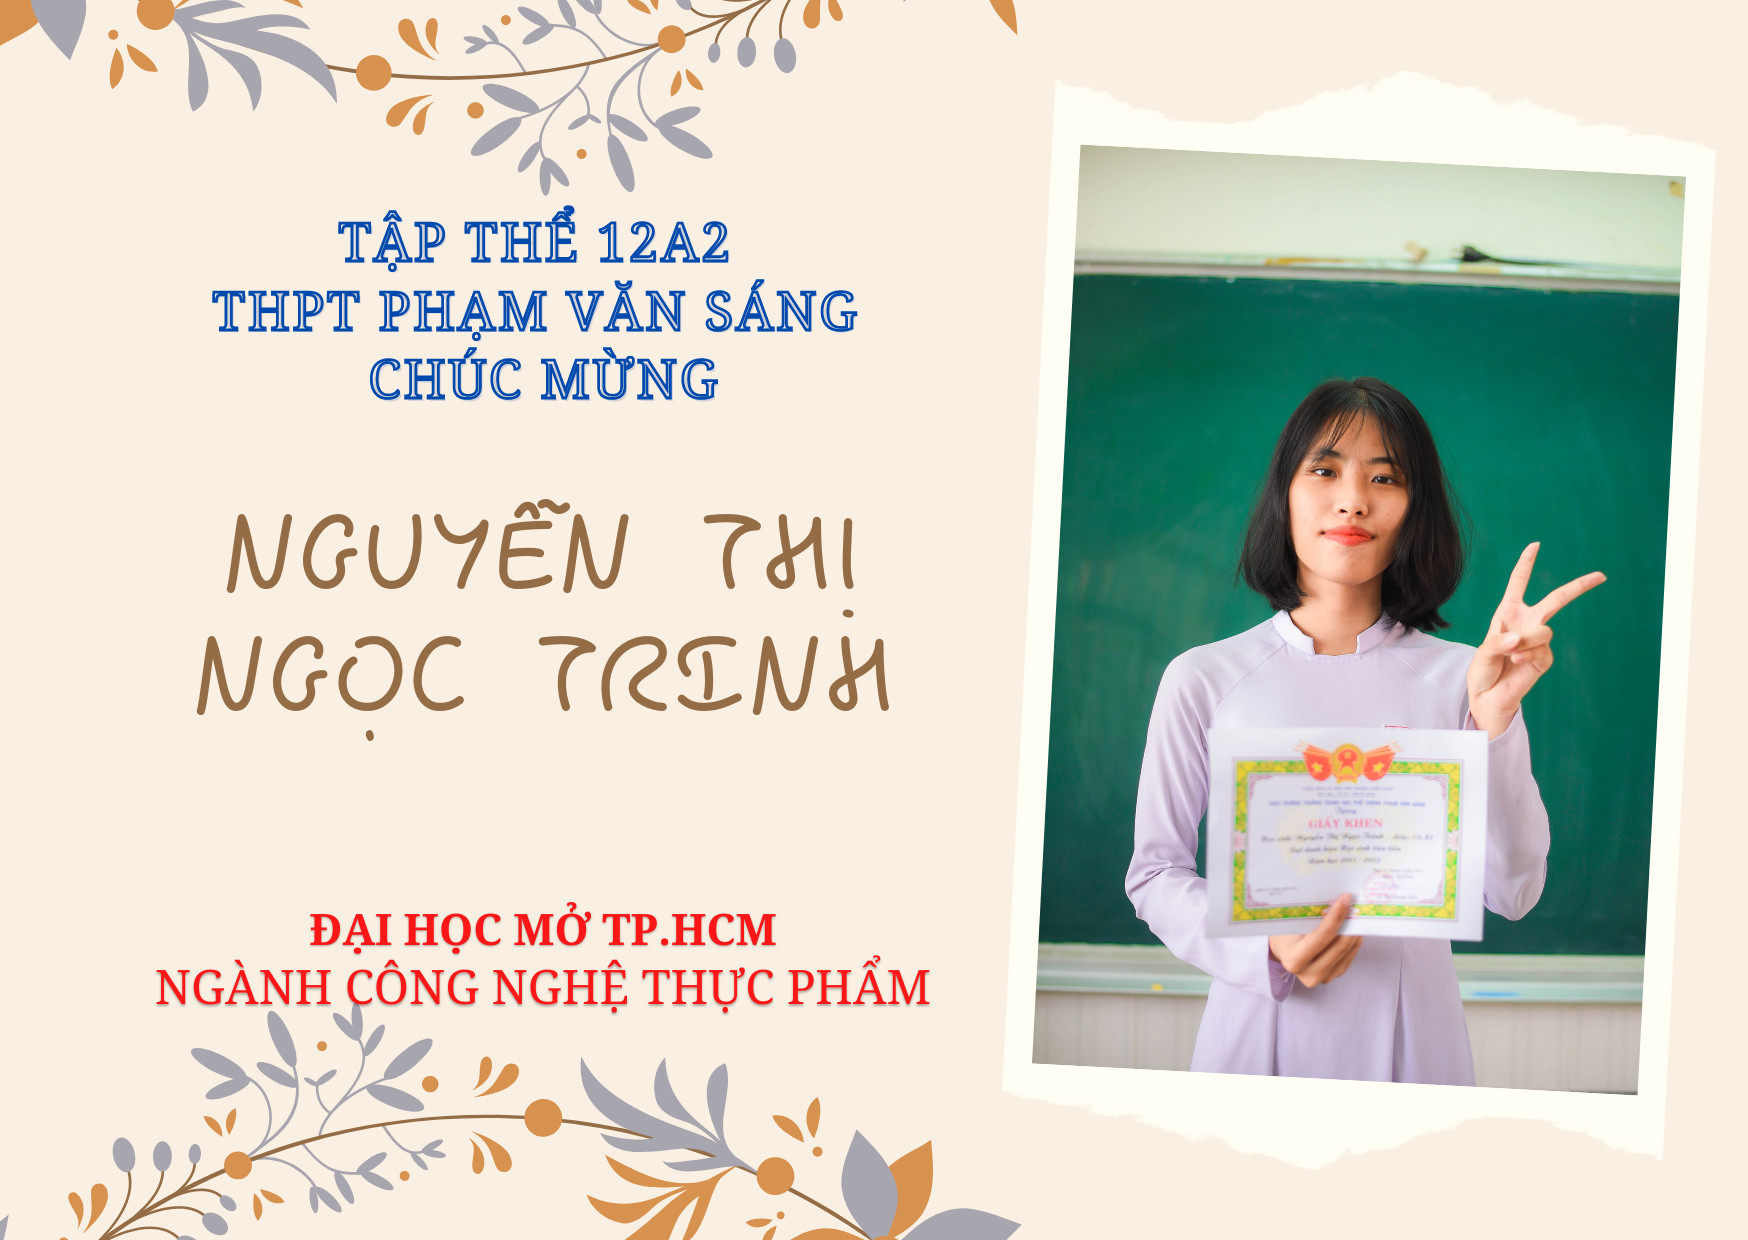 TẬP THỂ 12A2
THPT PHẠM VĂN SÁNG
CHÚC MỪNG
NGUYỄN THỊ
NGỌC TRINH
ĐẠI HỌC MỞ TP.HCM
NGÀNH CÔNG NGHỆ THỰC PHẨM
GIẤY KHEN